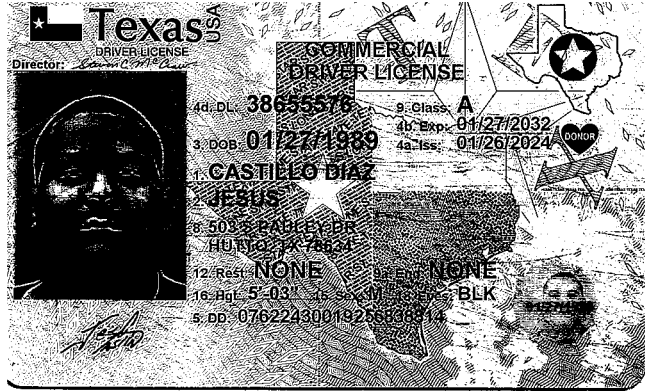 Texas USA
DRIVER LICENSE
Director:
COMMERCIAL
DRIVER LICENSE
4d. DL: 38655576 9. Class: A
4b. Exp: 01/27/2032
3. DOB: 01/27/1989 4a. Iss: 01/26/2024
DONOR
1. CASTILLO DIAZ
2. JESUS
8. 503 S PAULEY DR
HUTTO, TX 78634
12. Rest: NONE 9a. End: NONE
16. Hgt: 5'-03" 15. Sex: M 18. Eyes: BLK
5. DD: